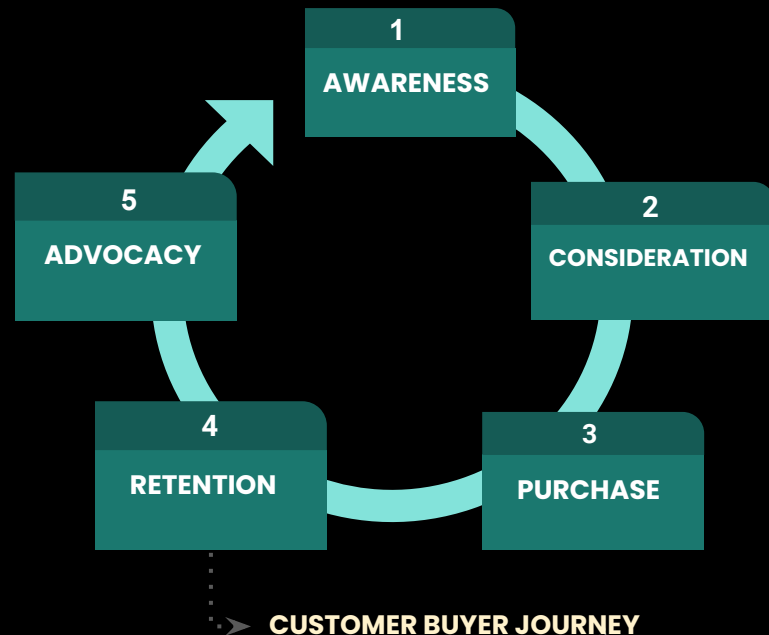 1
AWARENESS
2
CONSIDERATION
3
PURCHASE
4
RETENTION
5
ADVOCACY
CUSTOMER BUYER JOURNEY